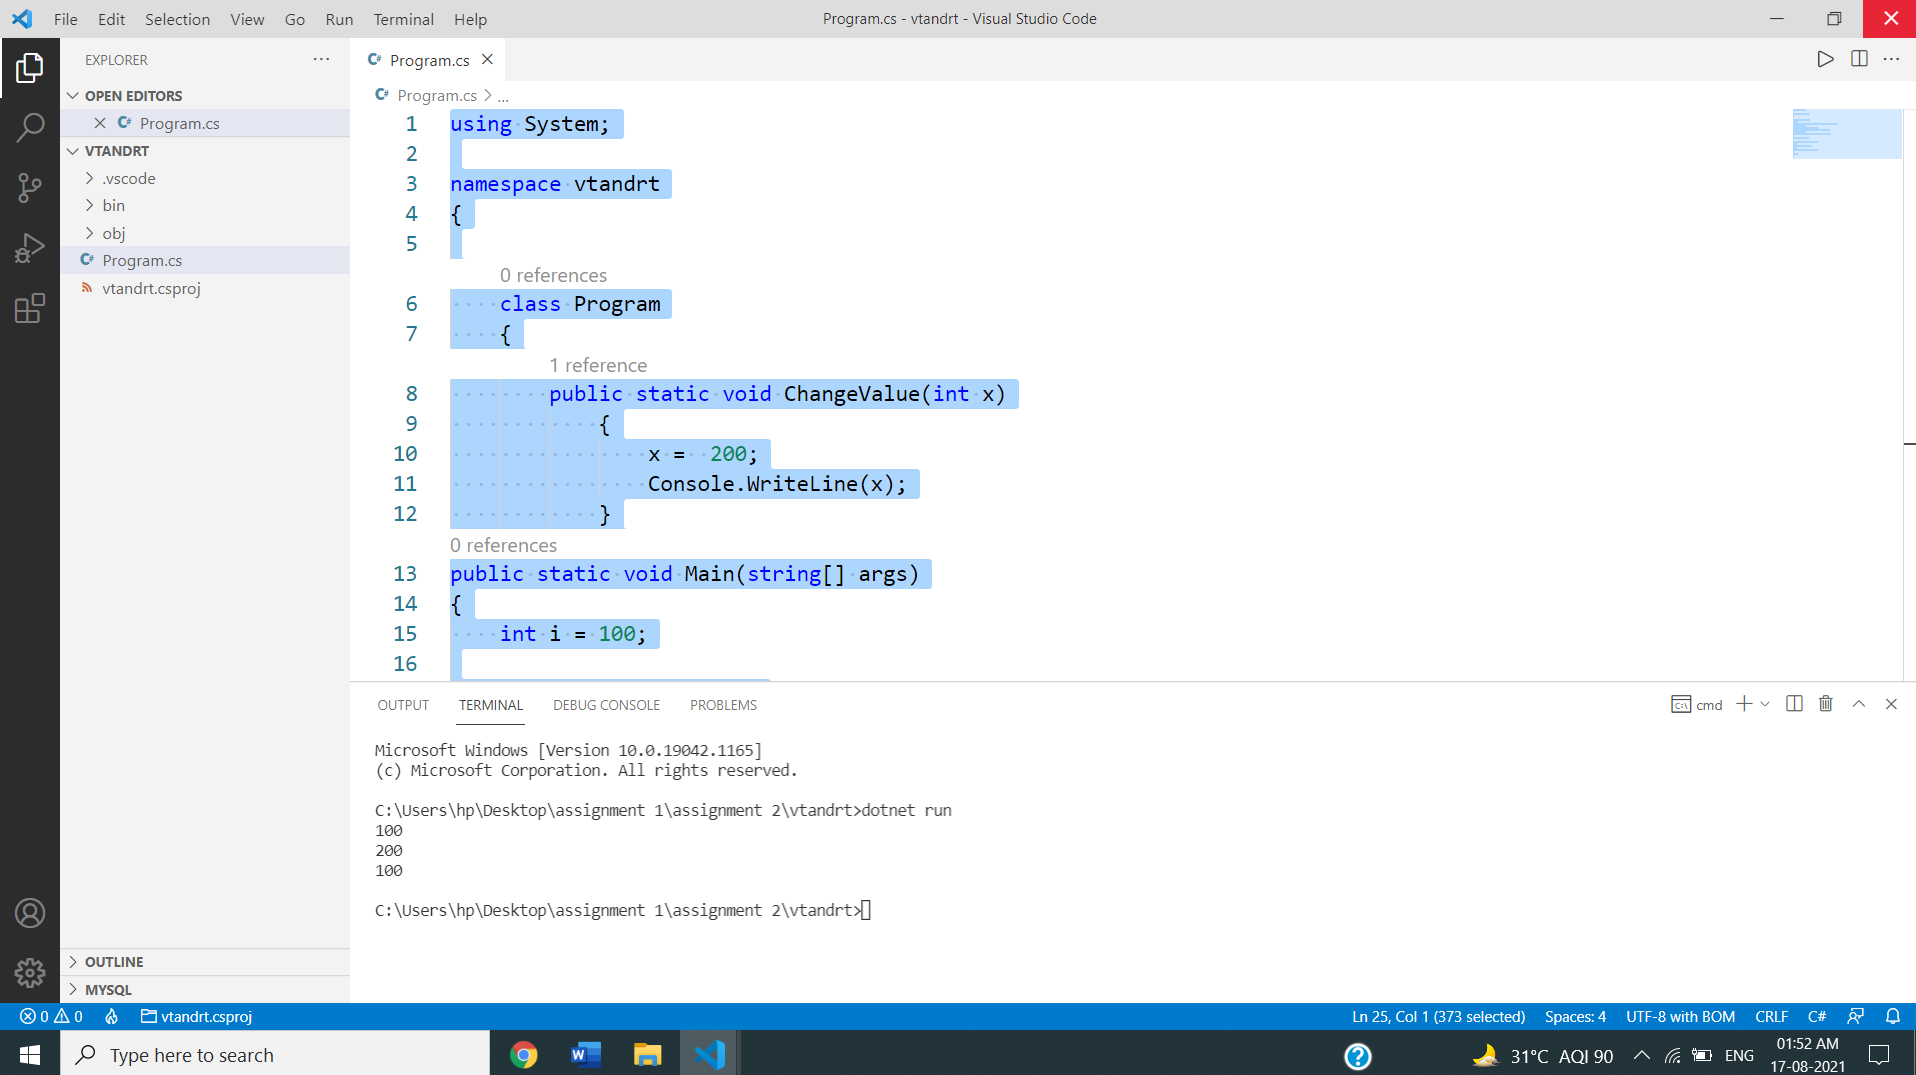 File Edit Selection View Go Run Terminal Help
Program.cs - vtandrt - Visual Studio Code
EXPLORER
OPEN EDITORS
C# Program.cs
VTANDRT
.vscode
bin
obj
C# Program.cs
vtandrt.csproj
OUTLINE
MYSQL
C# Program.cs
C# Program.cs > ...
1 using System;
2
3 namespace vtandrt
4 {
5
0 references
6 class Program
7 {
1 reference
8 public static void ChangeValue(int x)
9 {
10 x =  200;
11 Console.WriteLine(x);
12 }
0 references
13 public static void Main(string[] args)
14 {
15 int i = 100;
16
OUTPUT TERMINAL DEBUG CONSOLE PROBLEMS
cmd
Microsoft Windows [Version 10.0.19042.1165]
(c) Microsoft Corporation. All rights reserved.
C:\Users\hp\Desktop\assignment 1\assignment 2\vtandrt>dotnet run
100
200
100
C:\Users\hp\Desktop\assignment 1\assignment 2\vtandrt>
0 0 vtandrt.csproj
Ln 25, Col 1 (373 selected) Spaces: 4 UTF-8 with BOM CRLF C#
Type here to search
31°C AQI 90 ENG
01:52 AM
17-08-2021